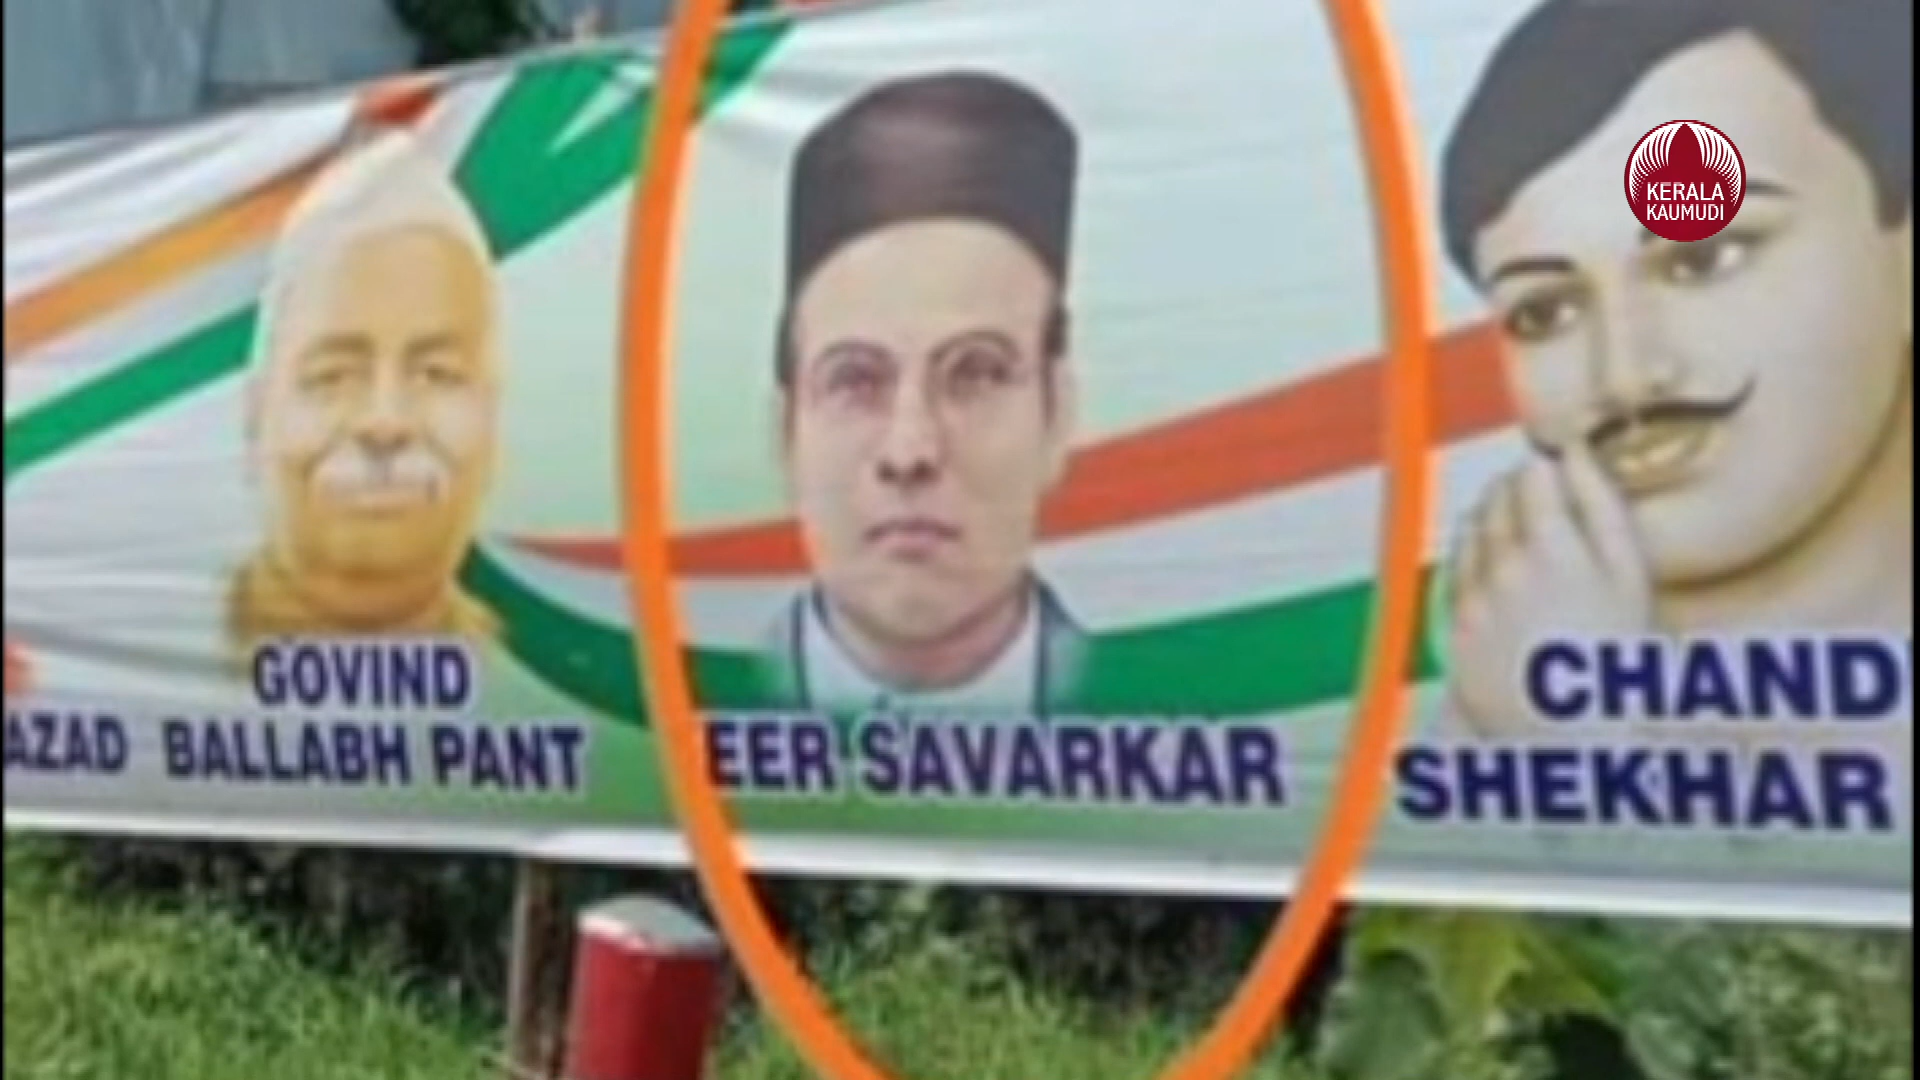 KERALA
KAUMUDI
GOVIND
AZAD BALLABH PANT
EER SAVARKAR
CHAND
SHEKHAR